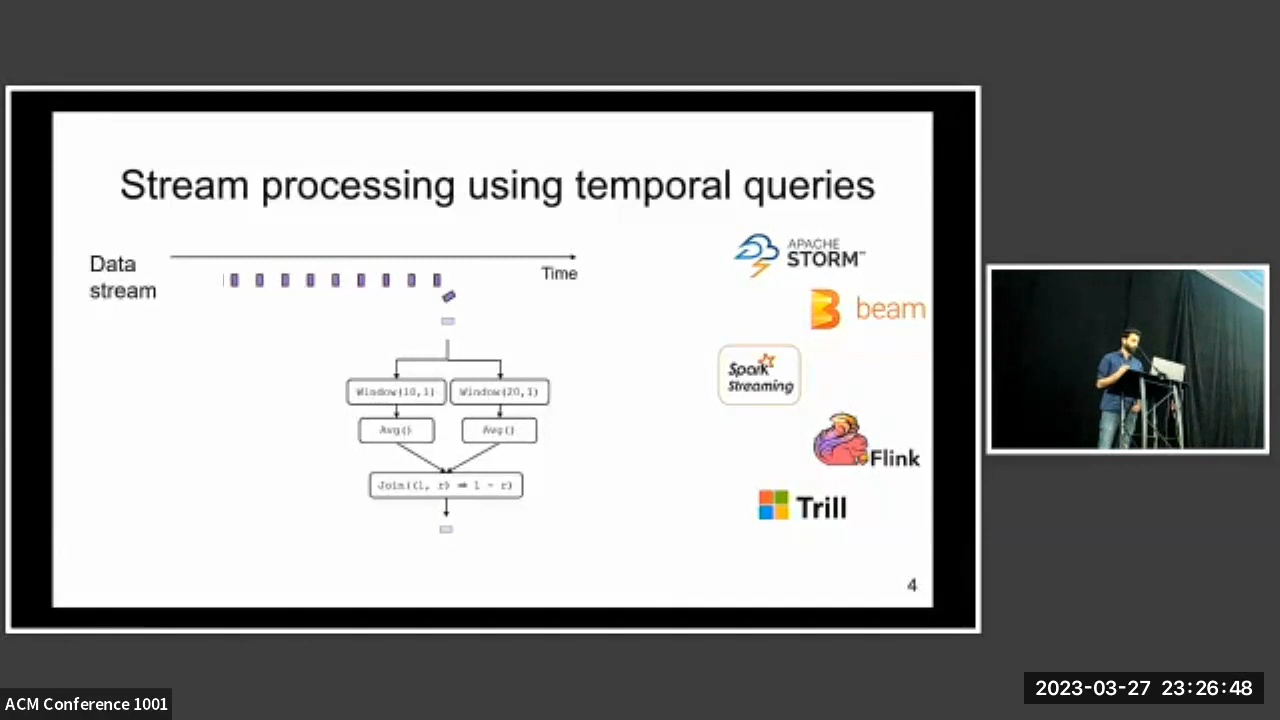 Stream processing using temporal queries
Data
stream
Time
Window(10,1)
Window(20,1)
Avg()
Avg()
Join((l, r) ⇒ l - r)
APACHE
STORM™
beam
Spark
Streaming
Flink
Trill
4
ACM Conference 1001
2023-03-27 23:26:48